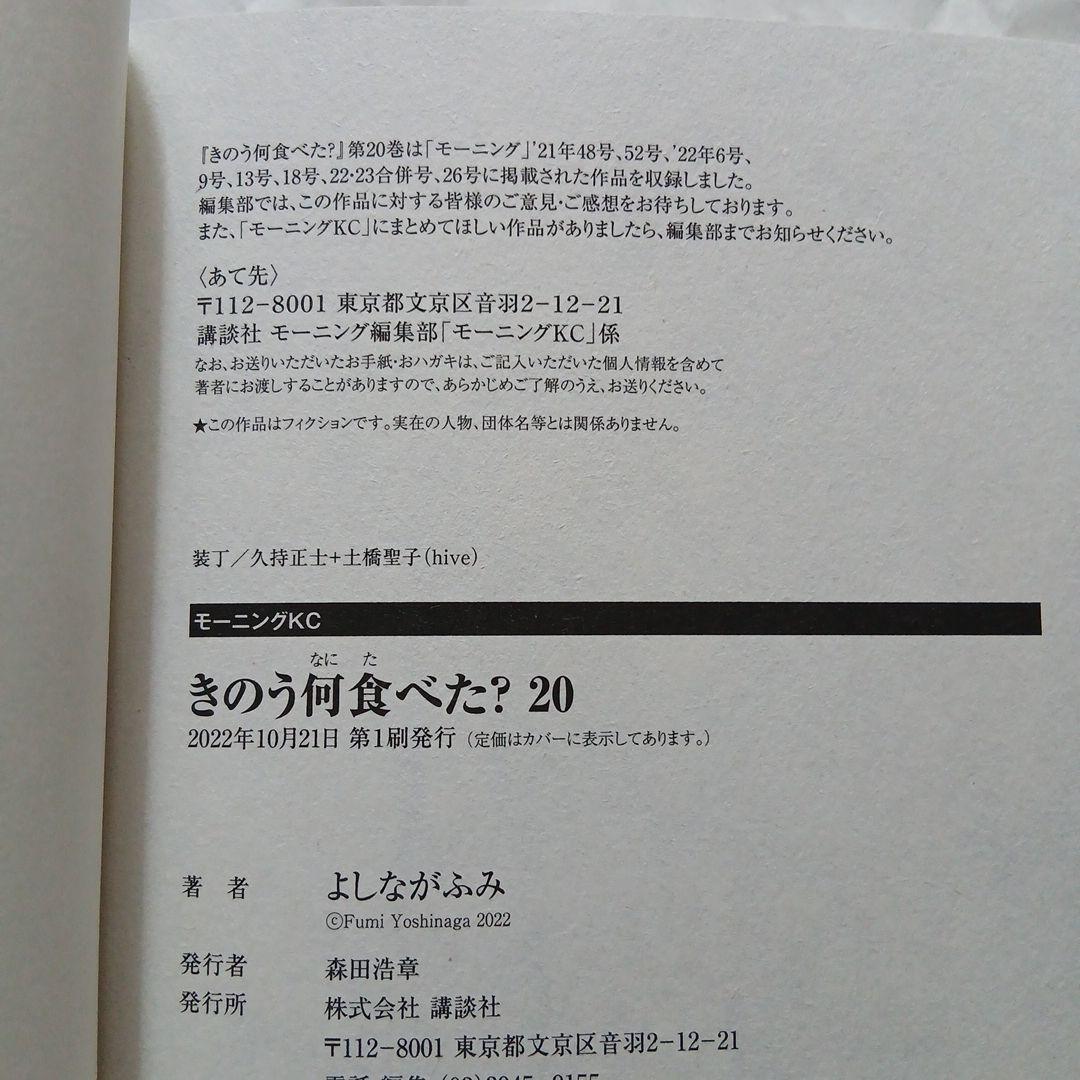 『きのう何食べた?』第20巻は「モーニング」'21年48号、52号、'22年6号、
9号、13号、18号、22・23合併号、26号に掲載された作品を収録しました。
編集部では、この作品に対する皆様のご意見・ご感想をお待ちしております。
また、「モーニングKC」にまとめてほしい作品がありましたら、編集部までお知らせください。
〈あて先〉
〒112-8001 東京都文京区音羽2-12-21
講談社 モーニング編集部「モーニングKC」係
なお、お送りいただいたお手紙・おハガキは、ご記入いただいた個人情報を含めて
著者にお渡しすることがありますので、あらかじめご了解のうえ、お送りください。
★この作品はフィクションです。実在の人物、団体名等とは関係ありません。
装丁/久持正士+土橋聖子(hive)
モーニングKC
なに た
きのう何食べた? 20
2022年10月21日 第1刷発行 (定価はカバーに表示してあります。)
著 者 よしながふみ
©Fumi Yoshinaga 2022
発行者 森田浩章
発行所 株式会社 講談社
〒112-8001 東京都文京区音羽2-12-21
電話 編集 (03)